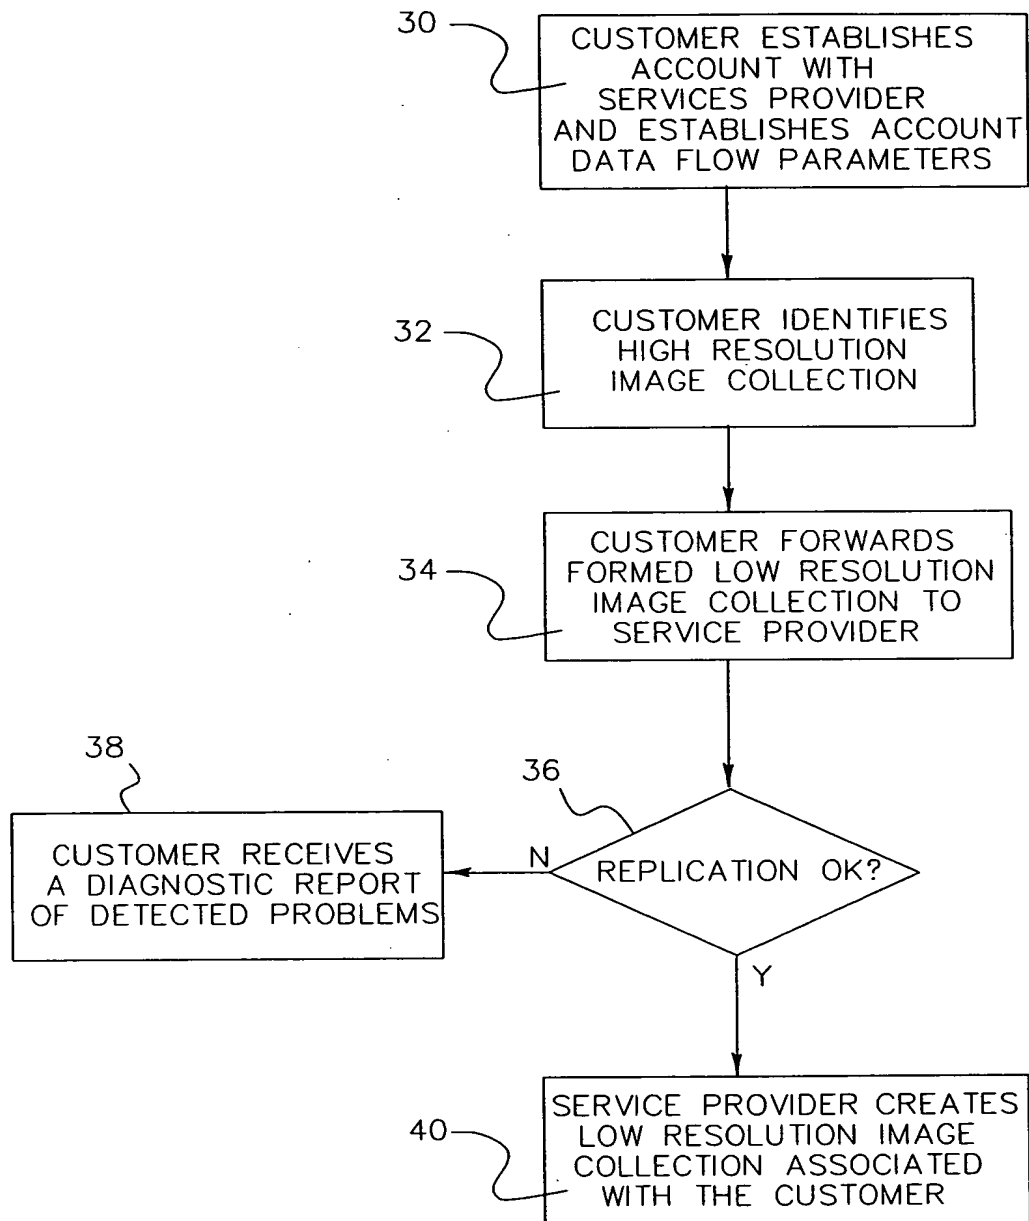 30
CUSTOMER ESTABLISHES
ACCOUNT WITH
SERVICES PROVIDER
AND ESTABLISHES ACCOUNT
DATA FLOW PARAMETERS
32
CUSTOMER IDENTIFIES
HIGH RESOLUTION
IMAGE COLLECTION
34
CUSTOMER FORWARDS
FORMED LOW RESOLUTION
IMAGE COLLECTION TO
SERVICE PROVIDER
36
REPLICATION OK?
N
38
CUSTOMER RECEIVES
A DIAGNOSTIC REPORT
OF DETECTED PROBLEMS
Y
40
SERVICE PROVIDER CREATES
LOW RESOLUTION IMAGE
COLLECTION ASSOCIATED
WITH THE CUSTOMER